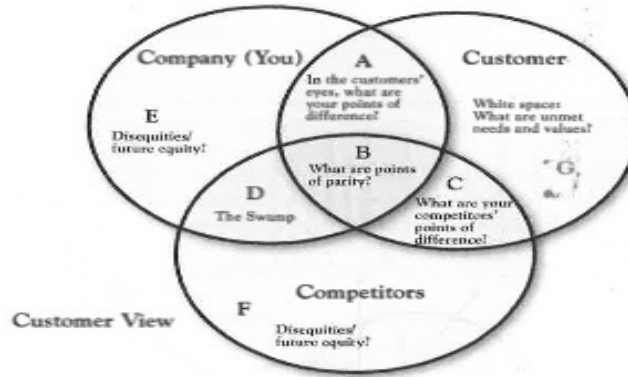 Company (You)
A
In the customers'
eyes, what are
your points of
difference?
Customer
White space:
What are unmet
needs and values?
G
E
Disequities/
future equity?
B
What are points
of parity?
D
The Swamp
C
What are your
competitors'
points of
difference?
Customer View
Competitors
F
Disequities/
future equity?